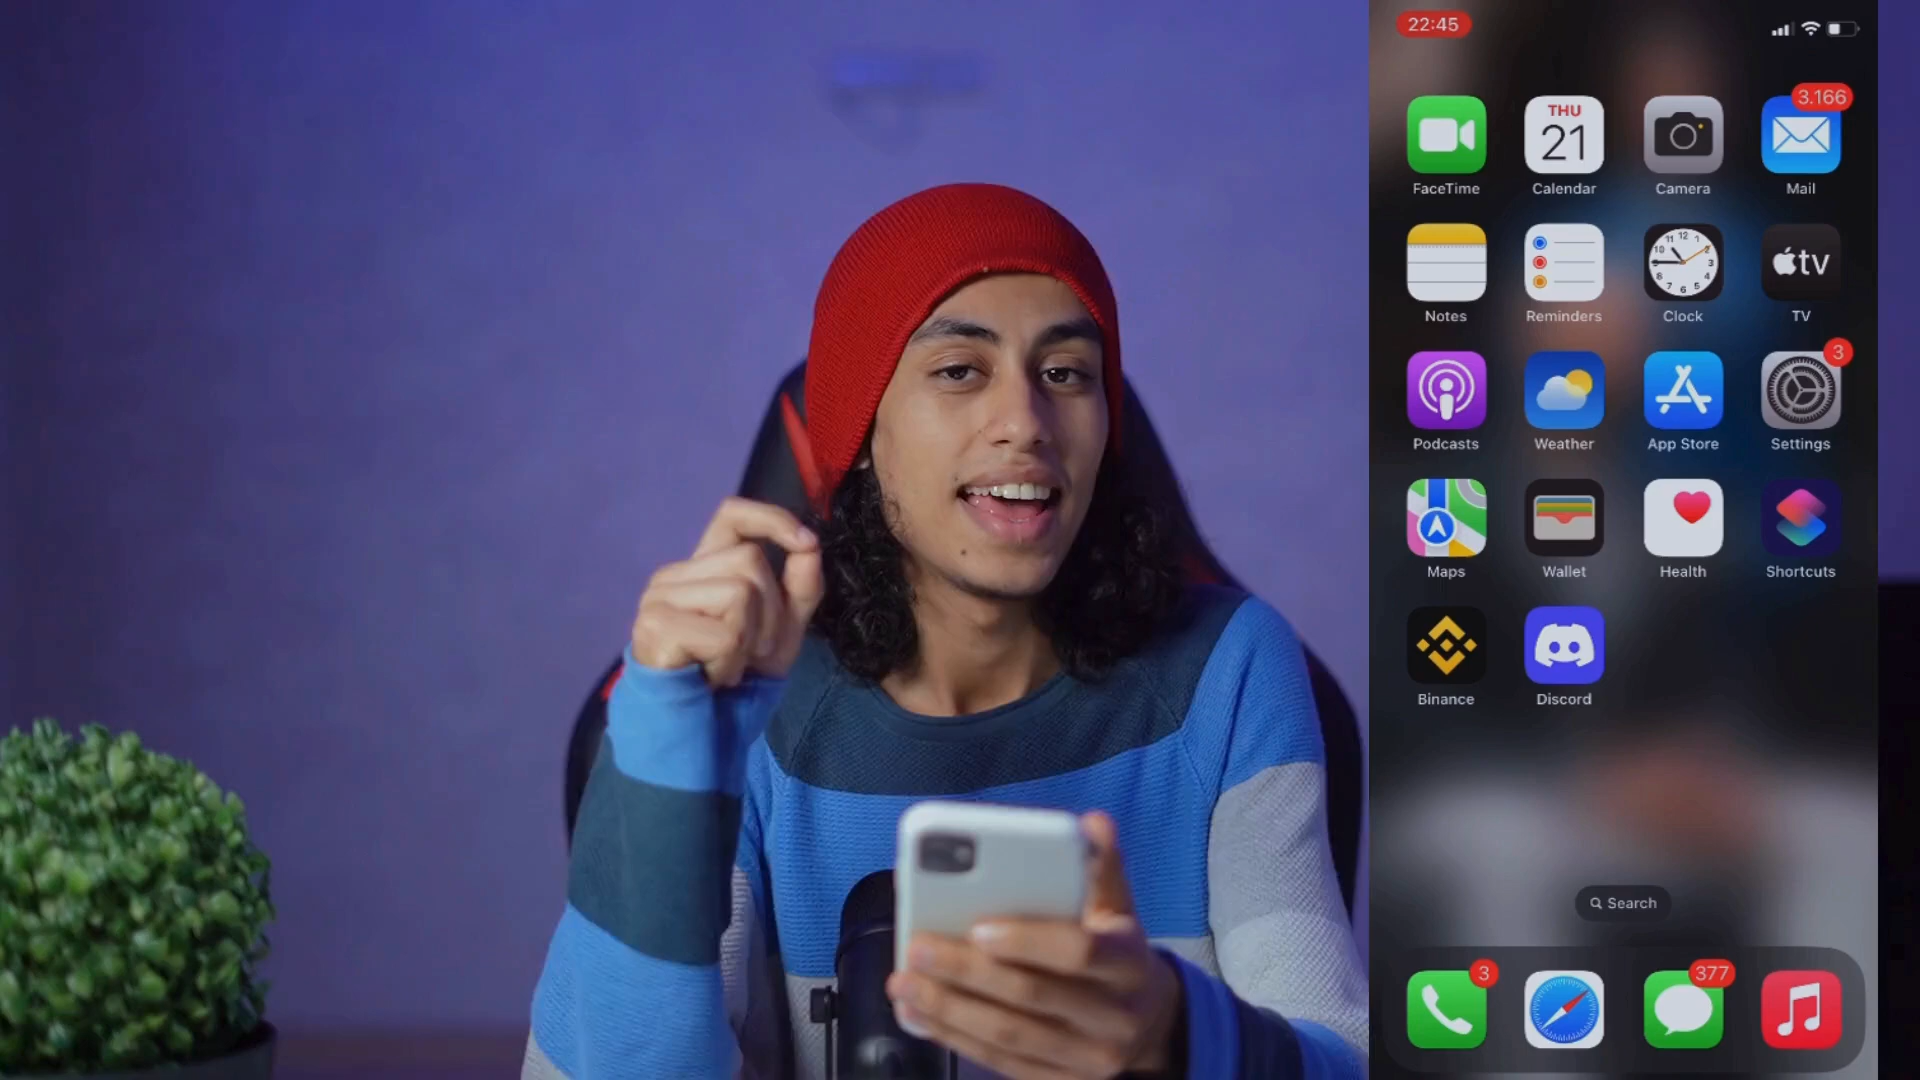 22:45
3.166
THU
21
FaceTime Calendar Camera Mail
tv
Notes Reminders Clock TV
3
Podcasts Weather App Store Settings
Maps Wallet Health Shortcuts
Binance Discord
Search
3 377